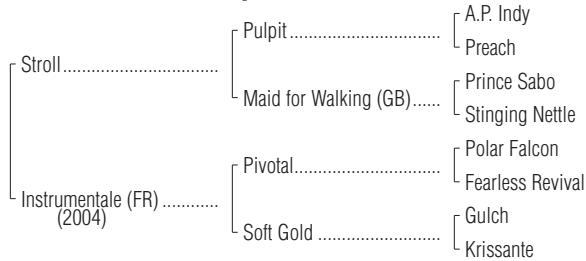 A.P. Indy
Pulpit
Preach
Stroll
Prince Sabo
Maid for Walking (GB)
Stinging Nettle
Polar Falcon
Pivotal
Fearless Revival
Instrumentale (FR)
(2004)
Gulch
Soft Gold
Krissante